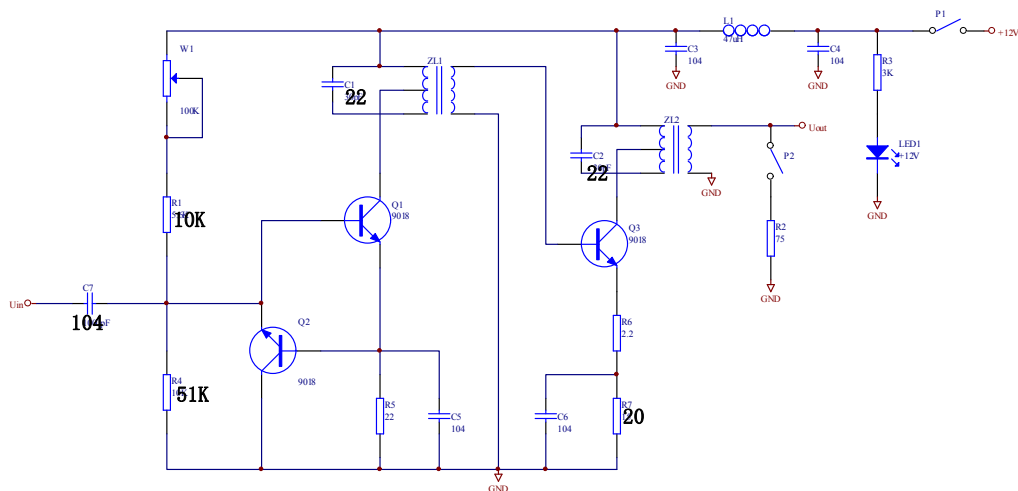 P1
+12V
L1
47uH
W1
100K
C3
104
GND
C4
104
GND
R3
3K
ZL1
C1
22
ZL2
Uout
C2
22
P2
LED1
+12V
GND
GND
R1
10K
Q1
9018
Q3
9018
R2
75
GND
C7
Uin
104
Q2
9018
R6
2.2
R4
51K
R5
22
C5
104
C6
104
R7
20
GND